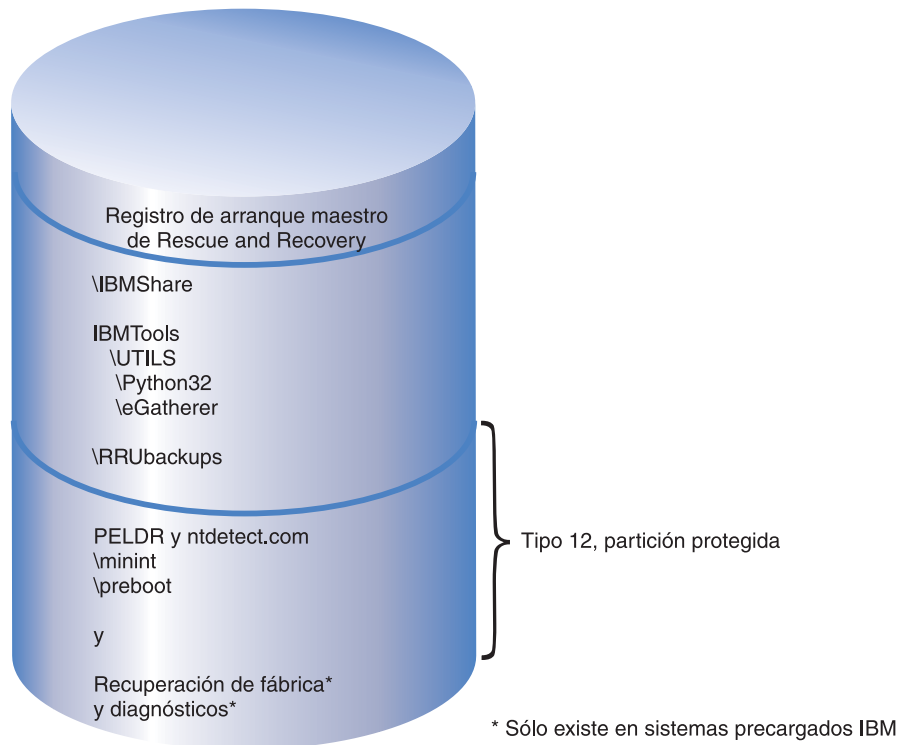 Registro de arranque maestro
de Rescue and Recovery
\IBMShare
IBMTools
\UTILS
\Python32
\eGatherer
\RRUbackups
PELDR y ntdetect.com
\minint
\preboot
y
Recuperación de fábrica*
y diagnósticos*
Tipo 12, partición protegida
* Sólo existe en sistemas precargados IBM